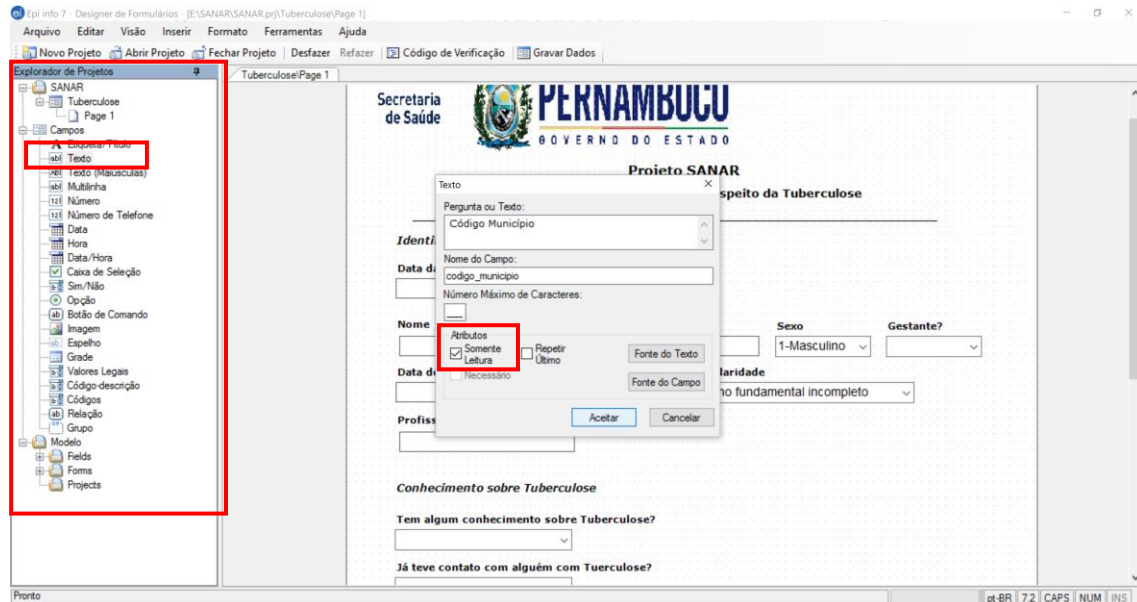 Epi info 7 - Designer de Formulários - [E:\SANAR\SANAR.prj\Tuberculose\Page 1]
Arquivo Editar Visão Inserir Formato Ferramentas Ajuda
Novo Projeto Abrir Projeto Fechar Projeto Desfazer Refazer Código de Verificação Gravar Dados
Explorador de Projetos
SANAR
Tuberculose
Page 1
Campos
Etiqueta/Título
Texto
Texto (Maiúsculas)
Multilinha
Número
Número de Telefone
Data
Hora
Data/Hora
Caixa de Seleção
Sim/Não
Opção
Botão de Comando
Imagem
Espelho
Grade
Valores Legais
Código-descrição
Códigos
Relação
Grupo
Modelo
Fields
Forms
Projects
Tuberculose\Page 1
Secretaria
de Saúde
PERNAMBUCO
GOVERNO DO ESTADO
Projeto SANAR
speito da Tuberculose
Identi
Data da
Nome
Sexo
Gestante?
1-Masculino
Data de
laridade
no fundamental incompleto
Profiss
Texto
Pergunta ou Texto:
Código Município
Nome do Campo:
codigo_municipio
Número Máximo de Caracteres:
___
Atributos
Somente
Leitura
Repetir
Último
Necessário
Fonte do Texto
Fonte do Campo
Aceitar
Cancelar
Conhecimento sobre Tuberculose
Tem algum conhecimento sobre Tuberculose?
Já teve contato com alguém com Tuerculose?
Pronto
pt-BR 7.2 CAPS NUM INS